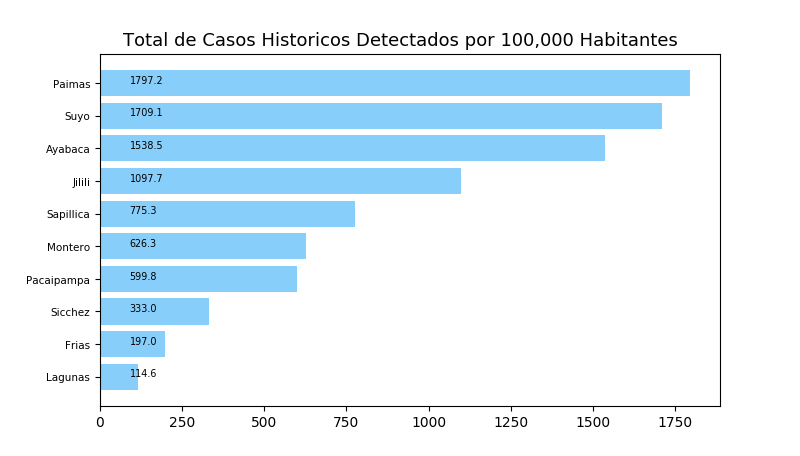 Total de Casos Historicos Detectados por 100,000 Habitantes
Paimas 1797.2
Suyo 1709.1
Ayabaca 1538.5
Jilili 1097.7
Sapillica 775.3
Montero 626.3
Pacaipampa 599.8
Sicchez 333.0
Frias 197.0
Lagunas 114.6
0 250 500 750 1000 1250 1500 1750